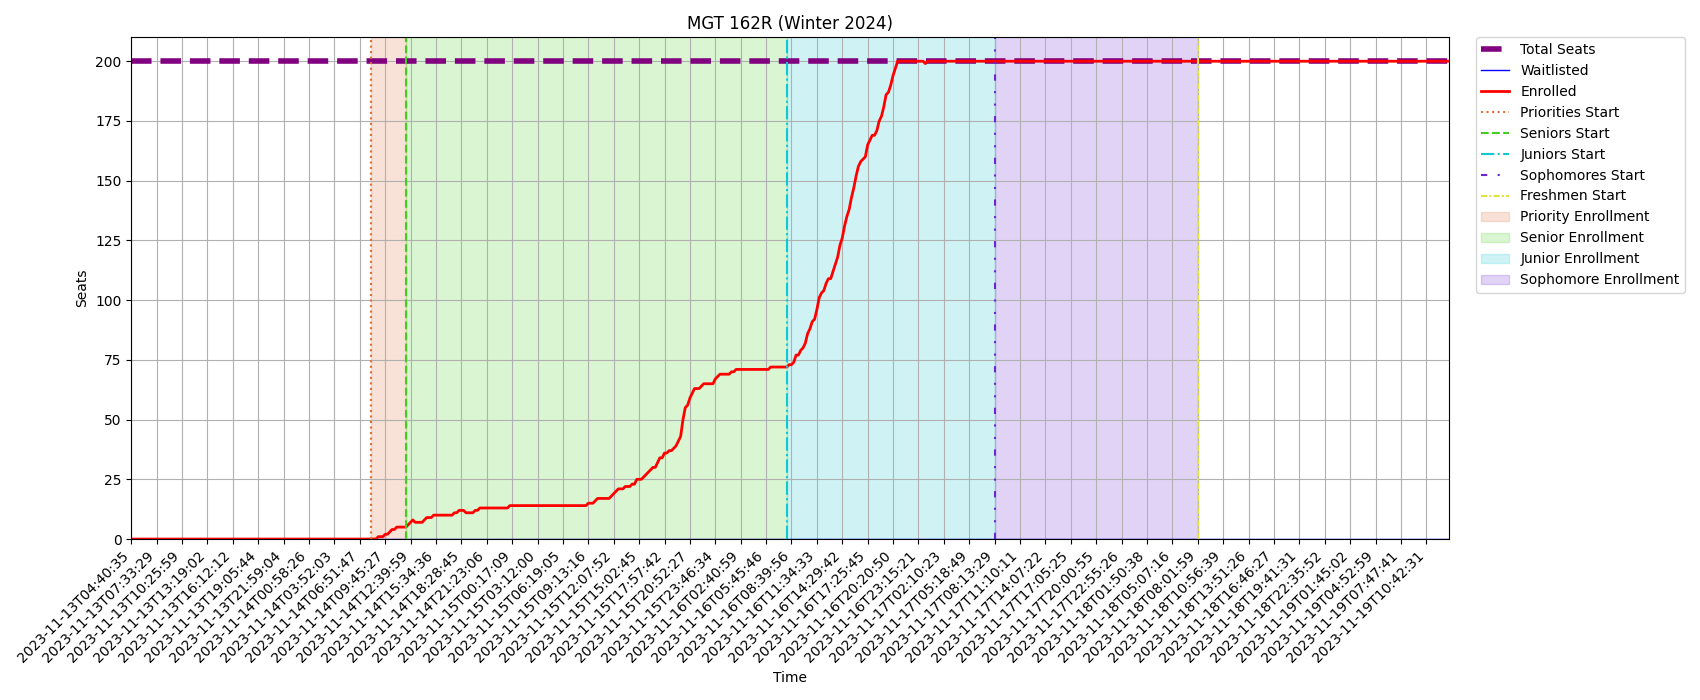 MGT 162R (Winter 2024)
Seats
200
175
150
125
100
75
50
25
0
2023-11-13T04:40:35
2023-11-13T07:33:29
2023-11-13T10:25:59
2023-11-13T13:19:02
2023-11-13T16:12:12
2023-11-13T19:05:44
2023-11-13T21:59:04
2023-11-14T00:58:26
2023-11-14T03:52:03
2023-11-14T06:51:47
2023-11-14T09:45:27
2023-11-14T12:39:59
2023-11-14T15:34:36
2023-11-14T18:28:45
2023-11-14T21:23:06
2023-11-15T00:17:09
2023-11-15T03:12:00
2023-11-15T06:19:05
2023-11-15T09:13:16
2023-11-15T12:07:52
2023-11-15T15:02:45
2023-11-15T17:57:42
2023-11-15T20:52:27
2023-11-15T23:46:34
2023-11-16T02:40:59
2023-11-16T05:45:46
2023-11-16T08:39:56
2023-11-16T11:34:33
2023-11-16T14:29:42
2023-11-16T17:25:45
2023-11-16T20:20:50
2023-11-16T23:15:21
2023-11-17T02:10:23
2023-11-17T05:18:49
2023-11-17T08:13:29
2023-11-17T11:10:11
2023-11-17T14:07:22
2023-11-17T17:05:25
2023-11-17T20:00:55
2023-11-17T22:55:26
2023-11-18T01:50:38
2023-11-18T05:07:16
2023-11-18T08:01:59
2023-11-18T10:56:39
2023-11-18T13:51:26
2023-11-18T16:46:27
2023-11-18T19:41:31
2023-11-18T22:35:52
2023-11-19T01:45:02
2023-11-19T04:52:59
2023-11-19T07:47:41
2023-11-19T10:42:31
Time
Total Seats
Waitlisted
Enrolled
Priorities Start
Seniors Start
Juniors Start
Sophomores Start
Freshmen Start
Priority Enrollment
Senior Enrollment
Junior Enrollment
Sophomore Enrollment